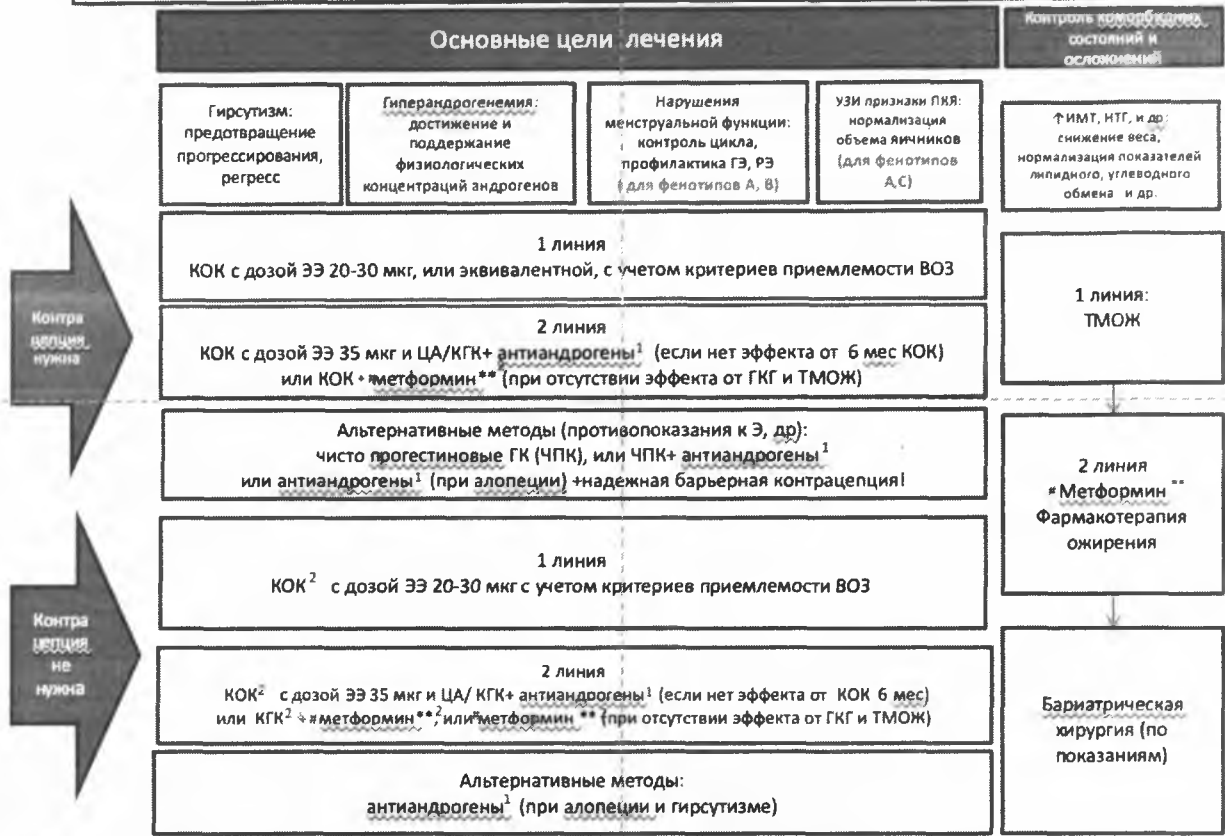 Основные цели лечения
Контроль коморбидных
состояний и
осложнений
Гирсутизм:
предотвращение
прогрессирования,
регресс
Гиперандрогенемия:
достижение и
поддержание
физиологических
концентраций андрогенов
Нарушения
менструальной функции:
контроль цикла,
профилактика ГЭ, РЭ
(для фенотипов А, В)
УЗИ признаки ПКЯ:
нормализация
объема яичников
(для фенотипов
А,С)
↑ИМТ, НТГ, и др:
снижение веса,
нормализация показателей
липидного, углеводного
обмена и др.
Контра
цепция
нужна
1 линия
КОК с дозой ЭЭ 20-30 мкг, или эквивалентной, с учетом критериев приемлемости ВОЗ
2 линия
КОК с дозой ЭЭ 35 мкг и ЦА/КГК+ антиандрогены¹ (если нет эффекта от 6 мес КОК)
или КОК +#метформин** (при отсутствии эффекта от ГКГ и ТМОЖ)
Альтернативные методы (противопоказания к Э, др):
чисто прогестиновые ГК (ЧПК), или ЧПК+ антиандрогены¹
или антиандрогены¹ (при алопеции) +надежная барьерная контрацепция!
Контра
цепция
не
нужна
1 линия
КОК² с дозой ЭЭ 20-30 мкг с учетом критериев приемлемости ВОЗ
2 линия
КОК² с дозой ЭЭ 35 мкг и ЦА/ КГК+ антиандрогены¹ (если нет эффекта от КОК 6 мес)
или КГК² +#метформин**,² или#метформин ** (при отсутствии эффекта от ГКГ и ТМОЖ)
Альтернативные методы:
антиандрогены¹ (при алопеции и гирсутизме)
1 линия:
ТМОЖ
2 линия
#Метформин **
Фармакотерапия
ожирения
Бариатрическая
хирургия (по
показаниям)